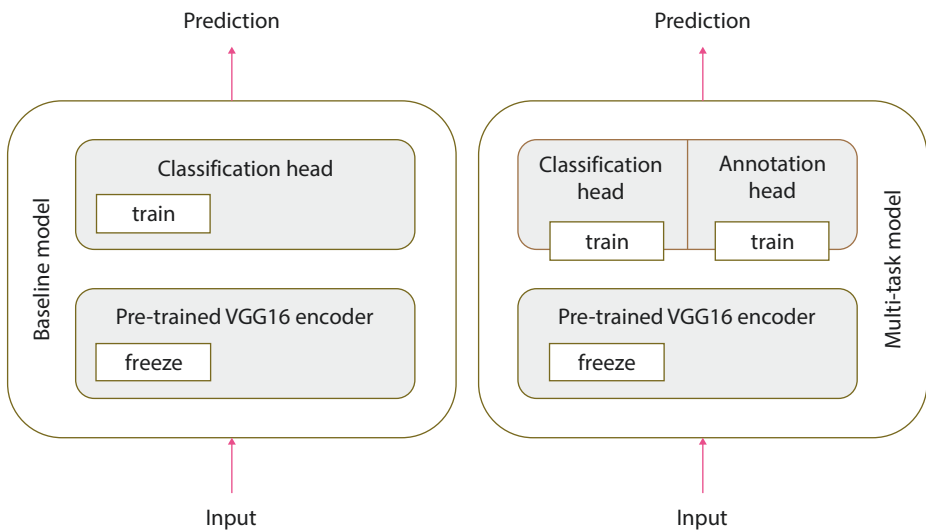 Prediction
Baseline model
Classification head
train
Pre-trained VGG16 encoder
freeze
Input
Prediction
Classification
head
train
Annotation
head
train
Pre-trained VGG16 encoder
freeze
Multi-task model
Input